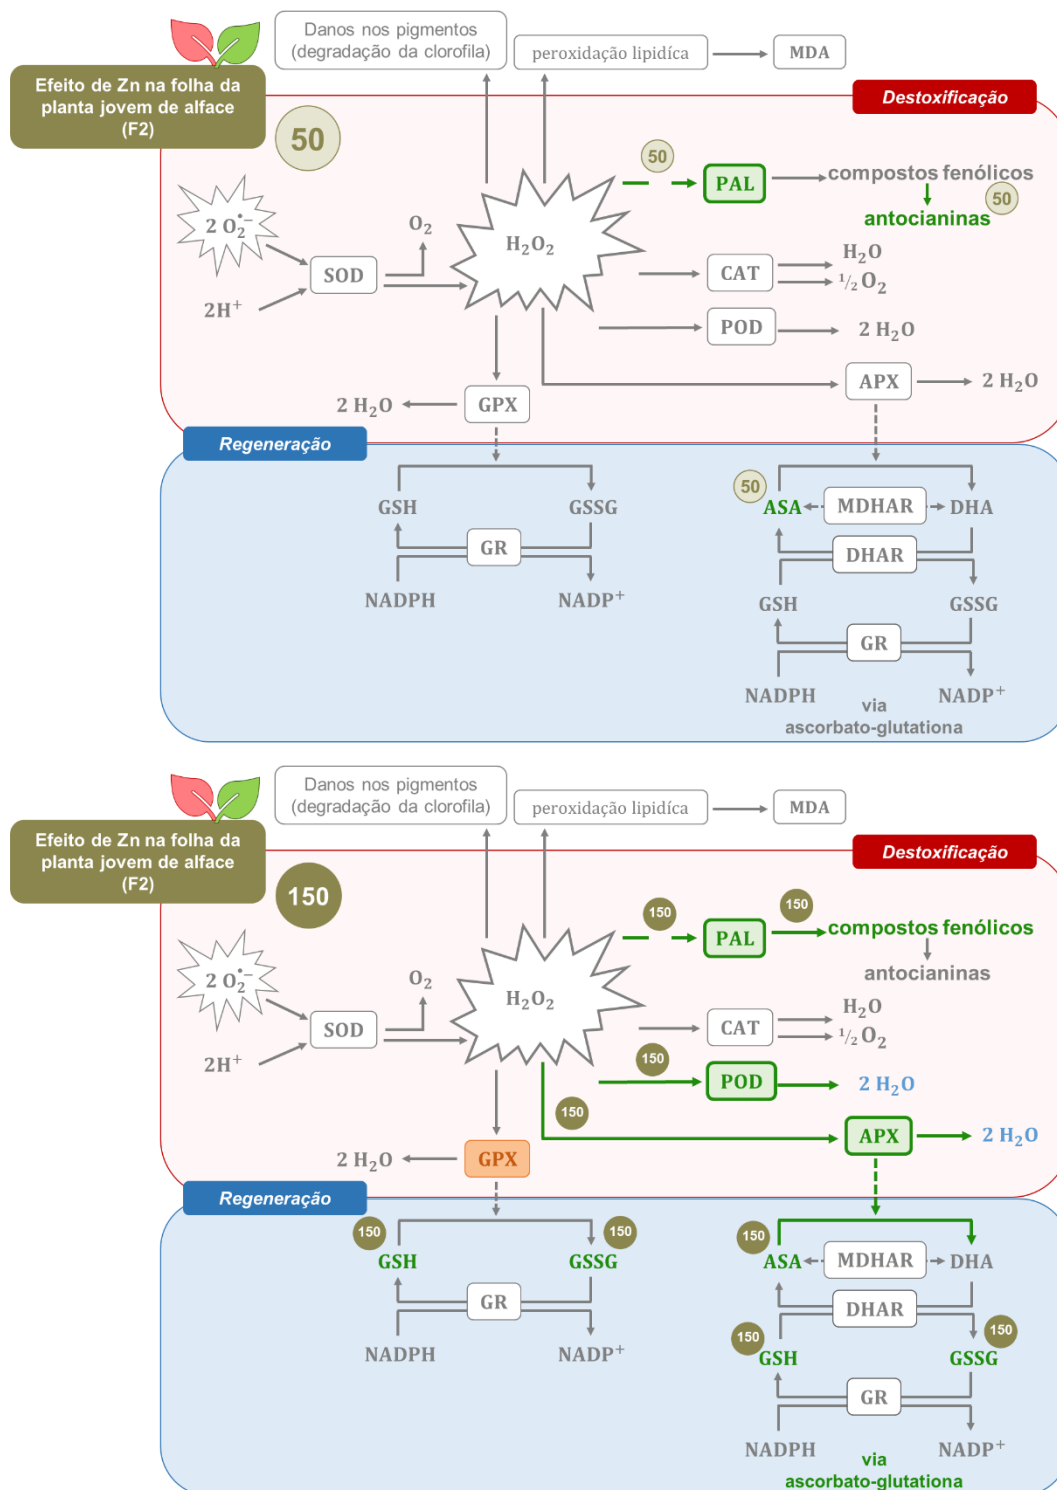 Danos nos pigmentos
(degradação da clorofila)
peroxidação lipidíca
MDA
Efeito de Zn na folha da
planta jovem de alface
(F2)
Destoxificação
50
50
PAL
compostos fenólicos
50
antocianinas
2 O₂•−
O₂
H₂O₂
H₂O
SOD
CAT
½ O₂
2H⁺
POD
2 H₂O
APX
2 H₂O
2 H₂O
GPX
Regeneração
50
GSH
GSSG
ASA
MDHAR
DHA
GR
DHAR
NADPH
NADP⁺
GSH
GSSG
GR
NADPH
NADP⁺
via
ascorbato-glutationa
Danos nos pigmentos
(degradação da clorofila)
peroxidação lipidíca
MDA
Efeito de Zn na folha da
planta jovem de alface
(F2)
Destoxificação
150
150
150
PAL
compostos fenólicos
antocianinas
2 O₂•−
O₂
H₂O₂
H₂O
SOD
CAT
½ O₂
2H⁺
150
POD
2 H₂O
150
APX
2 H₂O
2 H₂O
GPX
Regeneração
150
150
150
GSH
GSSG
ASA
MDHAR
DHA
GR
DHAR
150
150
NADPH
NADP⁺
GSH
GSSG
GR
NADPH
NADP⁺
via
ascorbato-glutationa